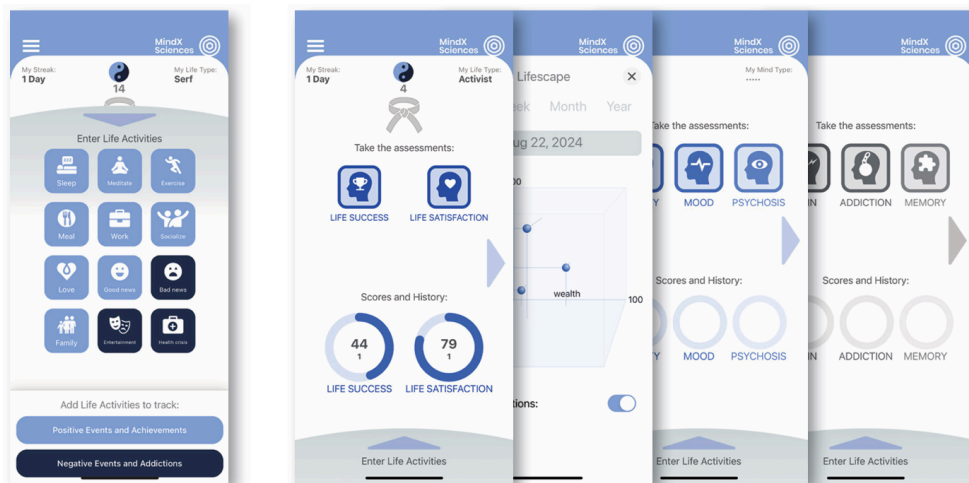 MindX
Sciences
My Streak:
1 Day
14
My Life Type:
Serf
Enter Life Activities
Sleep
Meditate
Exercise
Meal
Work
Socialize
Love
Good news
Bad news
Family
Entertainment
Health crisis
Add Life Activities to track:
Positive Events and Achievements
Negative Events and Addictions
MindX
Sciences
My Streak:
1 Day
4
My Life Type:
Activist
Take the assessments:
LIFE SUCCESS
LIFE SATISFACTION
Scores and History:
44
1
79
1
LIFE SUCCESS
LIFE SATISFACTION
Enter Life Activities
MindX
Sciences
Lifescape
Month
Year
22, 2024
wealth
100
MindX
Sciences
My Mind Type:
.....
Take the assessments:
MOOD
PSYCHOSIS
Scores and History:
MOOD
PSYCHOSIS
Enter Life Activities
MindX
Sciences
Take the assessments:
ADDICTION
MEMORY
Scores and History:
ADDICTION
MEMORY
Enter Life Activities